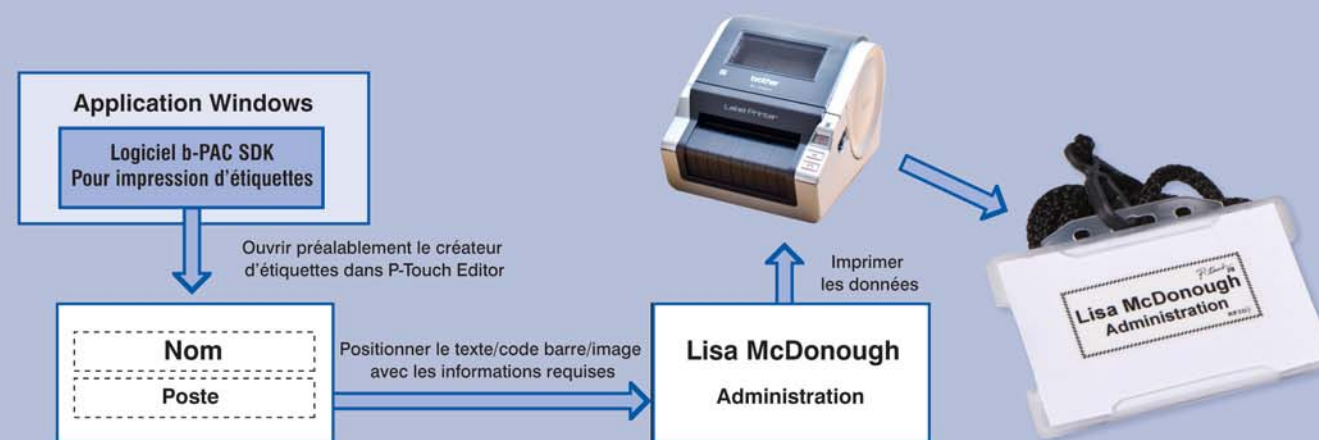 Application Windows
Logiciel b-PAC SDK
Pour impression d'étiquettes
Ouvrir préalablement le créateur
d'étiquettes dans P-Touch Editor
Nom
Poste
Positionner le texte/code barre/image
avec les informations requises
Lisa McDonough
Administration
Imprimer
les données
brother
Label Printer
Lisa McDonough
Administration